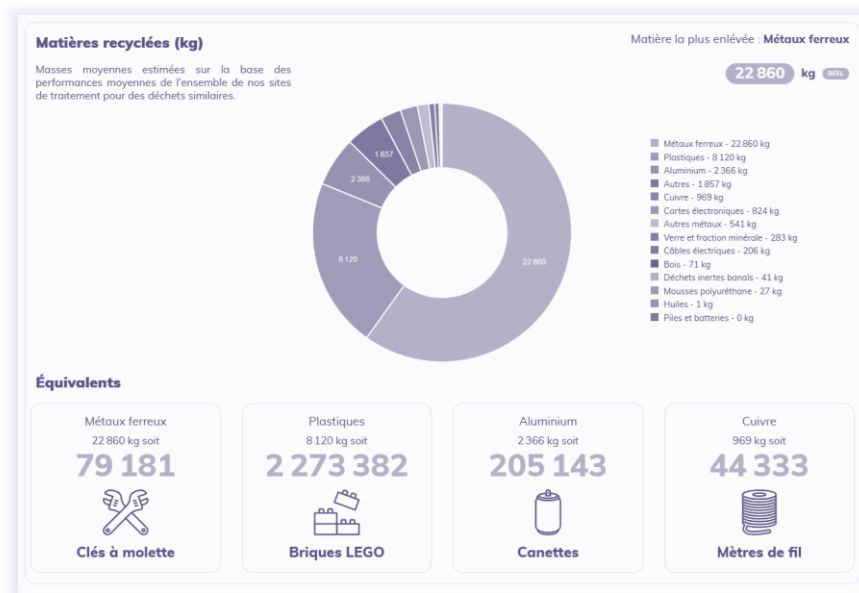 Matières recyclées (kg)
Matière la plus enlevée : Métaux ferreux
Masses moyennes estimées sur la base des
performances moyennes de l'ensemble de nos sites
de traitement pour des déchets similaires.
22 860 kg RÉEL
22 860
8 120
2 366
1 857
Métaux ferreux - 22 860 kg
Plastiques - 8 120 kg
Aluminium - 2 366 kg
Autres - 1 857 kg
Cuivre - 969 kg
Cartes électroniques - 824 kg
Autres métaux - 541 kg
Verre et fraction minérale - 283 kg
Câbles électriques - 206 kg
Bois - 71 kg
Déchets inertes banals - 41 kg
Mousses polyuréthane - 27 kg
Huiles - 1 kg
Piles et batteries - 0 kg
Équivalents
Métaux ferreux
22 860 kg soit
79 181
Clés à molette
Plastiques
8 120 kg soit
2 273 382
Briques LEGO
Aluminium
2 366 kg soit
205 143
Canettes
Cuivre
969 kg soit
44 333
Mètres de fil